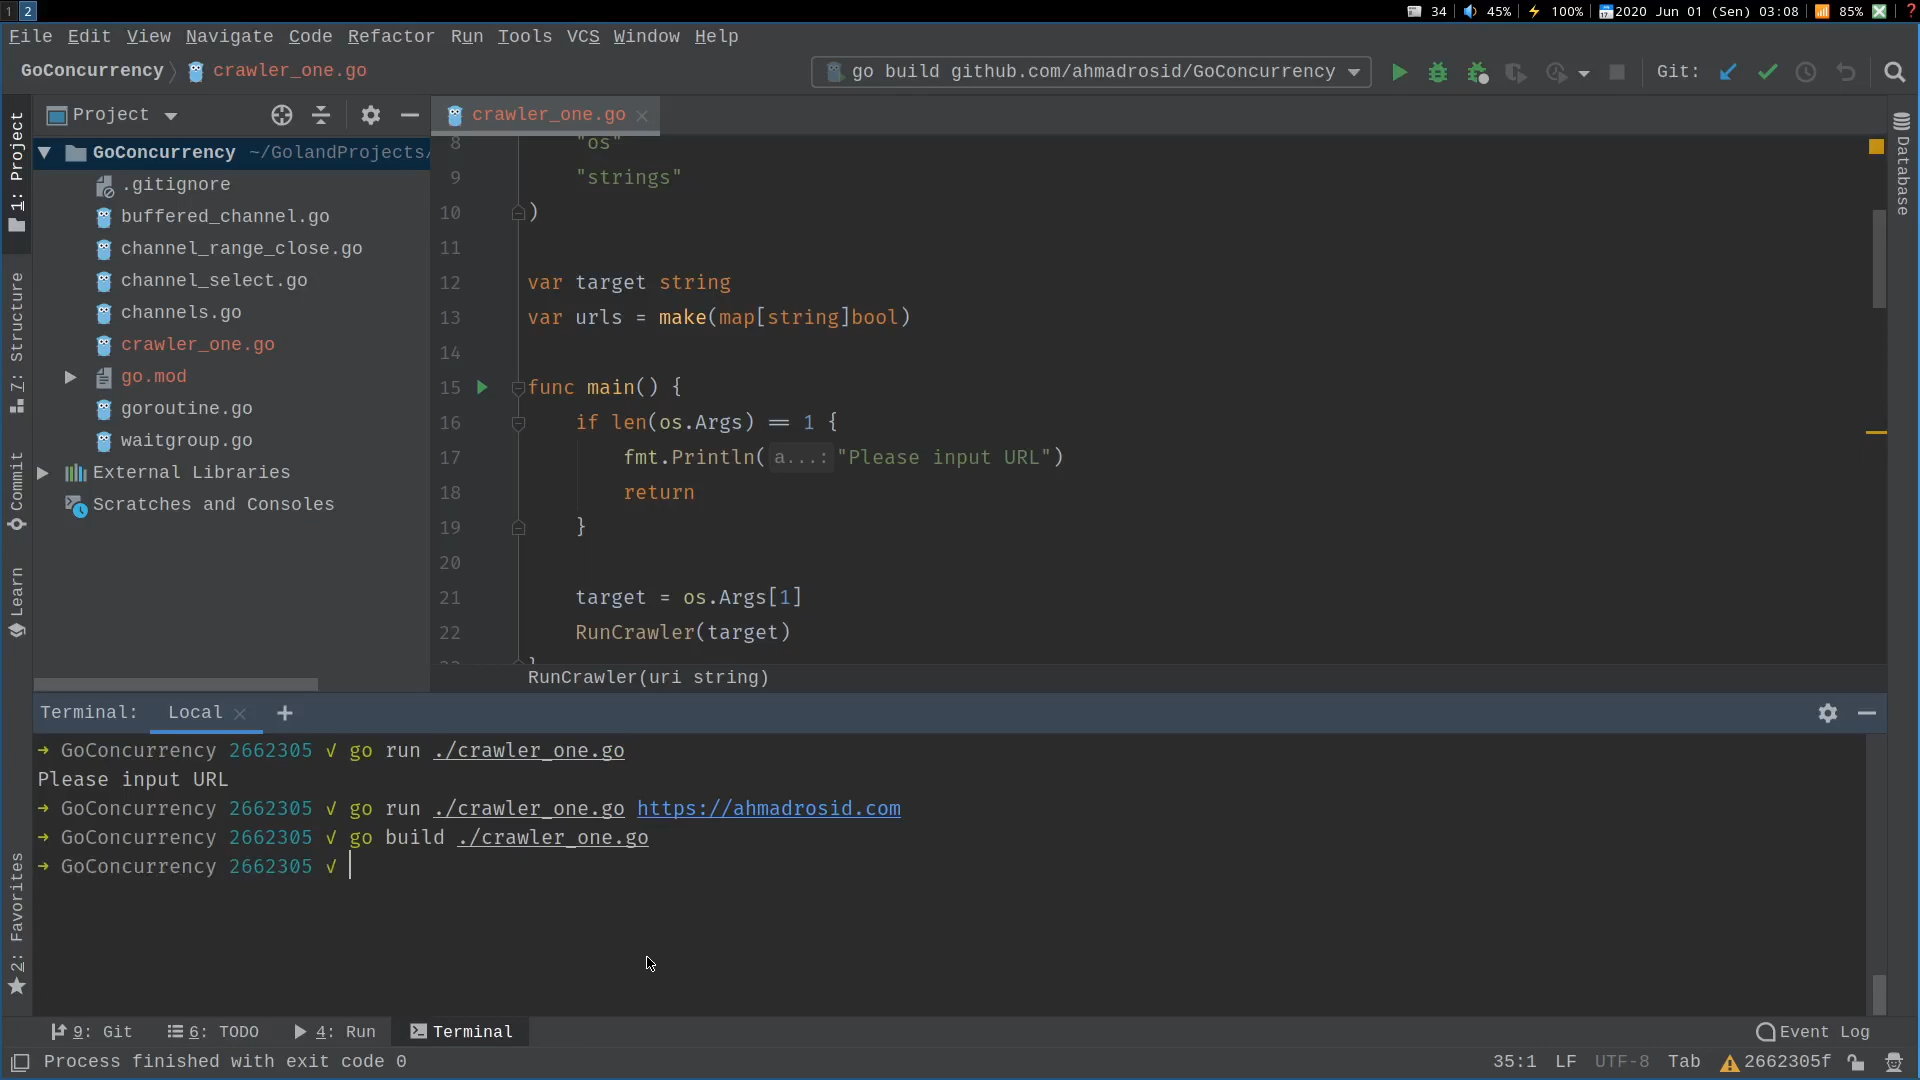 1 2 34 45% 100% 2020 Jun 01 (Sen) 03:08 85%
File Edit View Navigate Code Refactor Run Tools VCS Window Help
GoConcurrency crawler_one.go go build github.com/ahmadrosid/GoConcurrency Git:
1: Project
7: Structure
Commit
Learn
2: Favorites
Project
GoConcurrency ~/GolandProjects/
.gitignore
buffered_channel.go
channel_range_close.go
channel_select.go
channels.go
crawler_one.go
go.mod
goroutine.go
waitgroup.go
External Libraries
Scratches and Consoles
crawler_one.go
8 "os"
9 "strings"
10 )
11
12 var target string
13 var urls = make(map[string]bool)
14
15 func main() {
16 if len(os.Args) == 1 {
17 fmt.Println( a...: "Please input URL")
18 return
19 }
20
21 target = os.Args[1]
22 RunCrawler(target)
}
RunCrawler(uri string)
Database
Terminal: Local +
→ GoConcurrency 2662305 √ go run ./crawler_one.go
Please input URL
→ GoConcurrency 2662305 √ go run ./crawler_one.go https://ahmadrosid.com
→ GoConcurrency 2662305 √ go build ./crawler_one.go
→ GoConcurrency 2662305 √
9: Git 6: TODO 4: Run Terminal Event Log
Process finished with exit code 0 35:1 LF UTF-8 Tab 2662305f